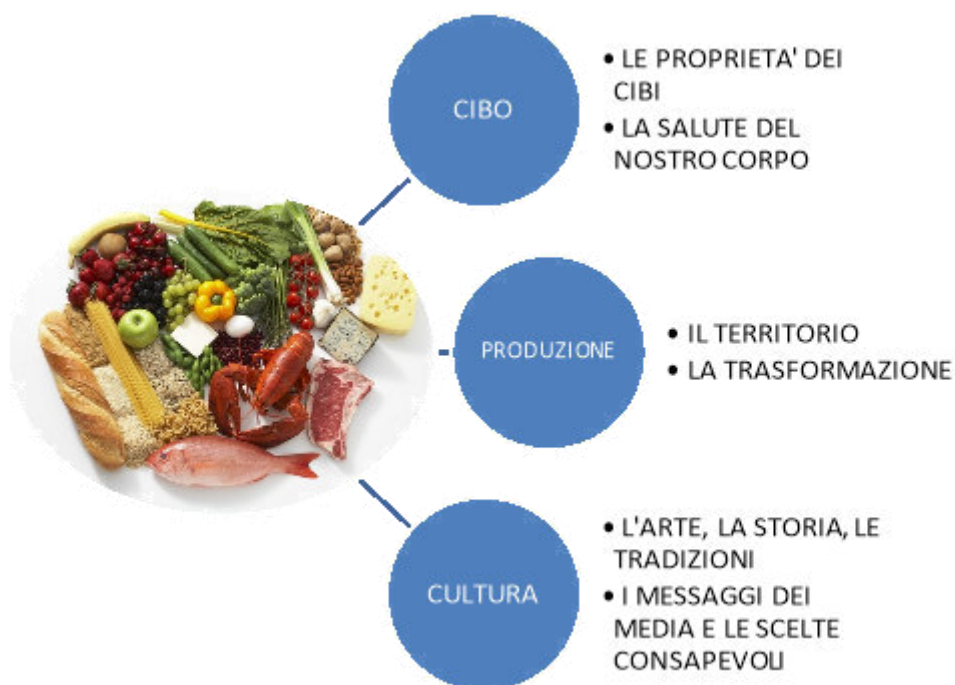 CIBO
• LE PROPRIETA' DEI
CIBI
• LA SALUTE DEL
NOSTRO CORPO
PRODUZIONE
• IL TERRITORIO
• LA TRASFORMAZIONE
CULTURA
• L'ARTE, LA STORIA, LE
TRADIZIONI
• I MESSAGGI DEI
MEDIA E LE SCELTE
CONSAPEVOLI